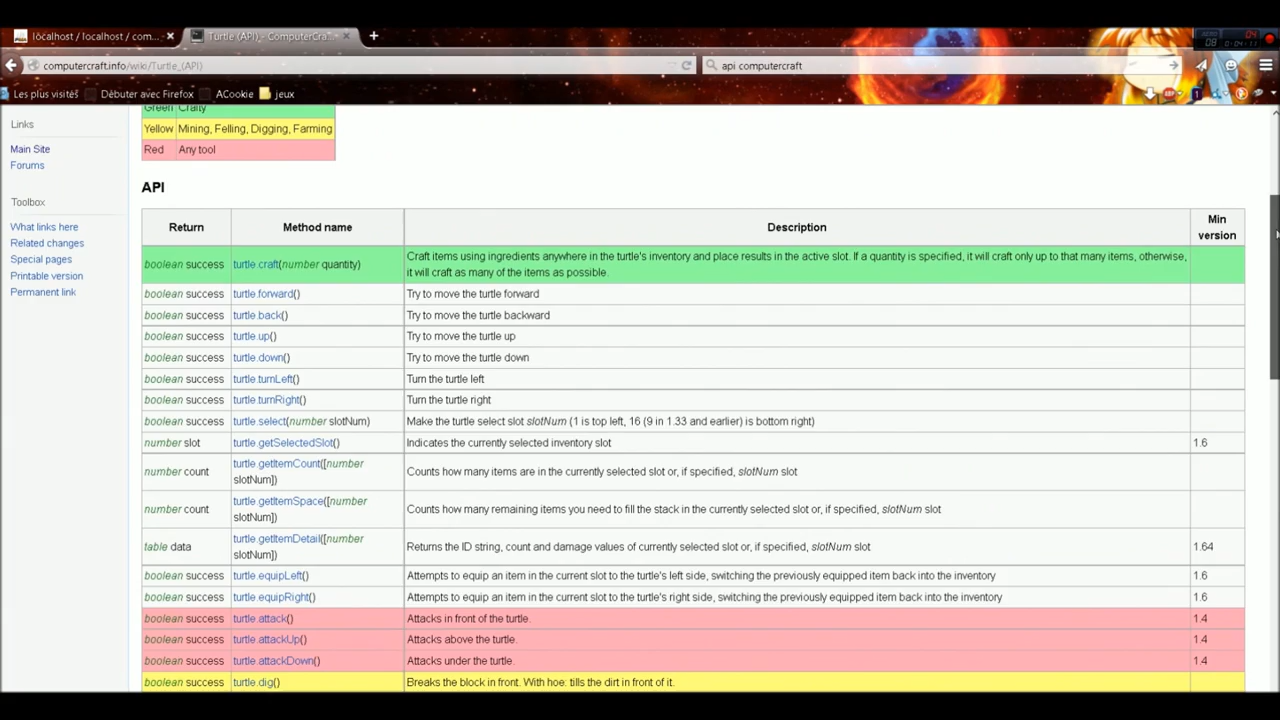 localhost / localhost / com...
Turtle (API) - ComputerCraft...
computercraft.info/wiki/Turtle_(API)
api computercraft
Les plus visités
Débuter avec Firefox
ACookie
jeux
Green Crafty
Yellow Mining, Felling, Digging, Farming
Red Any tool
Links
Main Site
Forums
Toolbox
What links here
Related changes
Special pages
Printable version
Permanent link
API
Return Method name Description Min version
boolean success turtle.craft(number quantity) Craft items using ingredients anywhere in the turtle's inventory and place results in the active slot. If a quantity is specified, it will craft only up to that many items, otherwise,
it will craft as many of the items as possible.
boolean success turtle.forward() Try to move the turtle forward
boolean success turtle.back() Try to move the turtle backward
boolean success turtle.up() Try to move the turtle up
boolean success turtle.down() Try to move the turtle down
boolean success turtle.turnLeft() Turn the turtle left
boolean success turtle.turnRight() Turn the turtle right
boolean success turtle.select(number slotNum) Make the turtle select slot slotNum (1 is top left, 16 (9 in 1.33 and earlier) is bottom right)
number slot turtle.getSelectedSlot() Indicates the currently selected inventory slot 1.6
number count turtle.getItemCount([number
slotNum]) Counts how many items are in the currently selected slot or, if specified, slotNum slot
number count turtle.getItemSpace([number
slotNum]) Counts how many remaining items you need to fill the stack in the currently selected slot or, if specified, slotNum slot
table data turtle.getItemDetail([number
slotNum]) Returns the ID string, count and damage values of currently selected slot or, if specified, slotNum slot 1.64
boolean success turtle.equipLeft() Attempts to equip an item in the current slot to the turtle's left side, switching the previously equipped item back into the inventory 1.6
boolean success turtle.equipRight() Attempts to equip an item in the current slot to the turtle's right side, switching the previously equipped item back into the inventory 1.6
boolean success turtle.attack() Attacks in front of the turtle. 1.4
boolean success turtle.attackUp() Attacks above the turtle. 1.4
boolean success turtle.attackDown() Attacks under the turtle. 1.4
boolean success turtle.dig() Breaks the block in front. With hoe: tills the dirt in front of it.